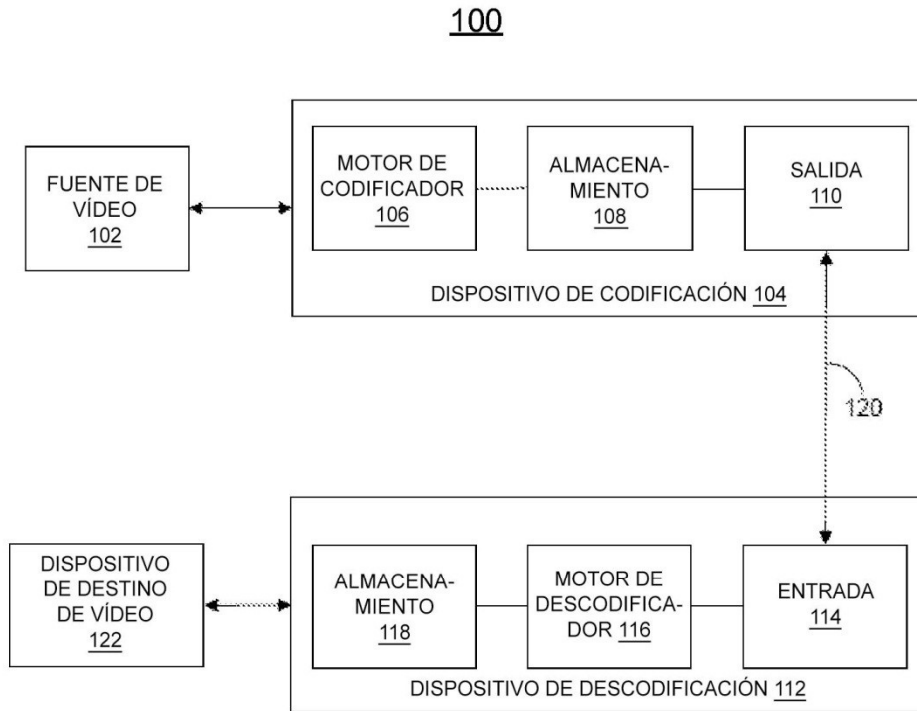 100
FUENTE DE
VÍDEO
102
MOTOR DE
CODIFICADOR
106
ALMACENA-
MIENTO
108
SALIDA
110
DISPOSITIVO DE CODIFICACIÓN 104
120
DISPOSITIVO
DE DESTINO
DE VÍDEO
122
ALMACENA-
MIENTO
118
MOTOR DE
DESCODIFICA-
DOR 116
ENTRADA
114
DISPOSITIVO DE DESCODIFICACIÓN 112